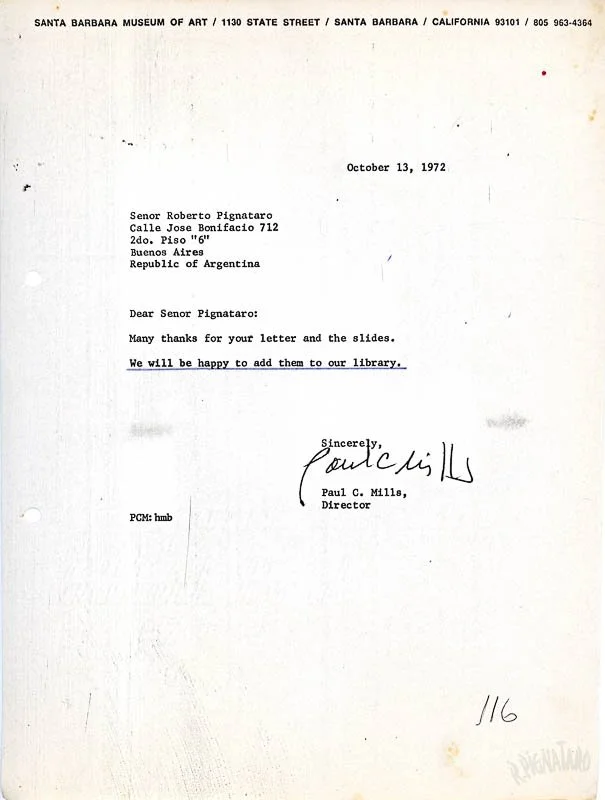 SANTA BARBARA MUSEUM OF ART / 1130 STATE STREET / SANTA BARBARA / CALIFORNIA 93101 / 805 963-4364
October 13, 1972
Senor Roberto Pignataro
Calle Jose Bonifacio 712
2do. Piso "6"
Buenos Aires
Republic of Argentina
Dear Senor Pignataro:
Many thanks for your letter and the slides.
We will be happy to add them to our library.
Sincerely,
Paul C Mills
Paul C. Mills,
Director
PCM:hmb
116
R.PIGNATARO